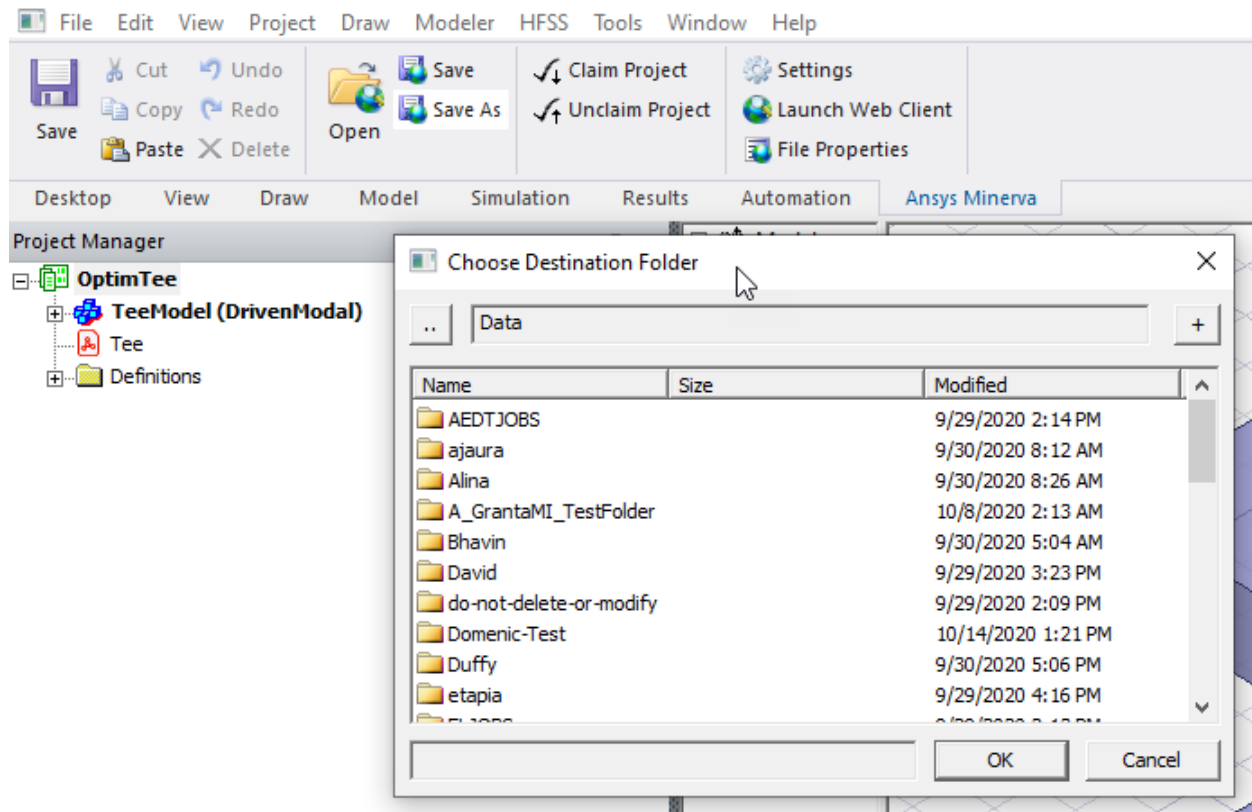 File Edit View Project Draw Modeler HFSS Tools Window Help
Cut Undo Save Claim Project Settings
Copy Redo Save As Unclaim Project Launch Web Client
Save Open
Paste Delete File Properties
Desktop View Draw Model Simulation Results Automation Ansys Minerva
Project Manager
Choose Destination Folder
OptimTee
TeeModel (DrivenModal)
.. Data +
Tee
Definitions
Name Size Modified
AEDTJOBS 9/29/2020 2:14 PM
ajaura 9/30/2020 8:12 AM
Alina 9/30/2020 8:26 AM
A_GrantaMI_TestFolder 10/8/2020 2:13 AM
Bhavin 9/30/2020 5:04 AM
David 9/29/2020 3:23 PM
do-not-delete-or-modify 9/29/2020 2:09 PM
Domenic-Test 10/14/2020 1:21 PM
Duffy 9/30/2020 5:06 PM
etapia 9/29/2020 4:16 PM
OK Cancel